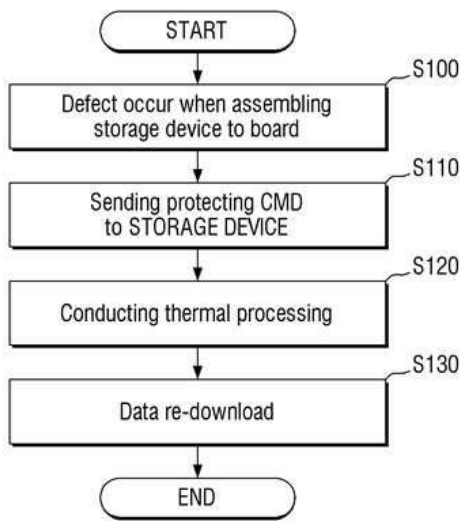 START
S100
Defect occur when assembling
storage device to board
S110
Sending protecting CMD
to STORAGE DEVICE
S120
Conducting thermal processing
S130
Data re-download
END